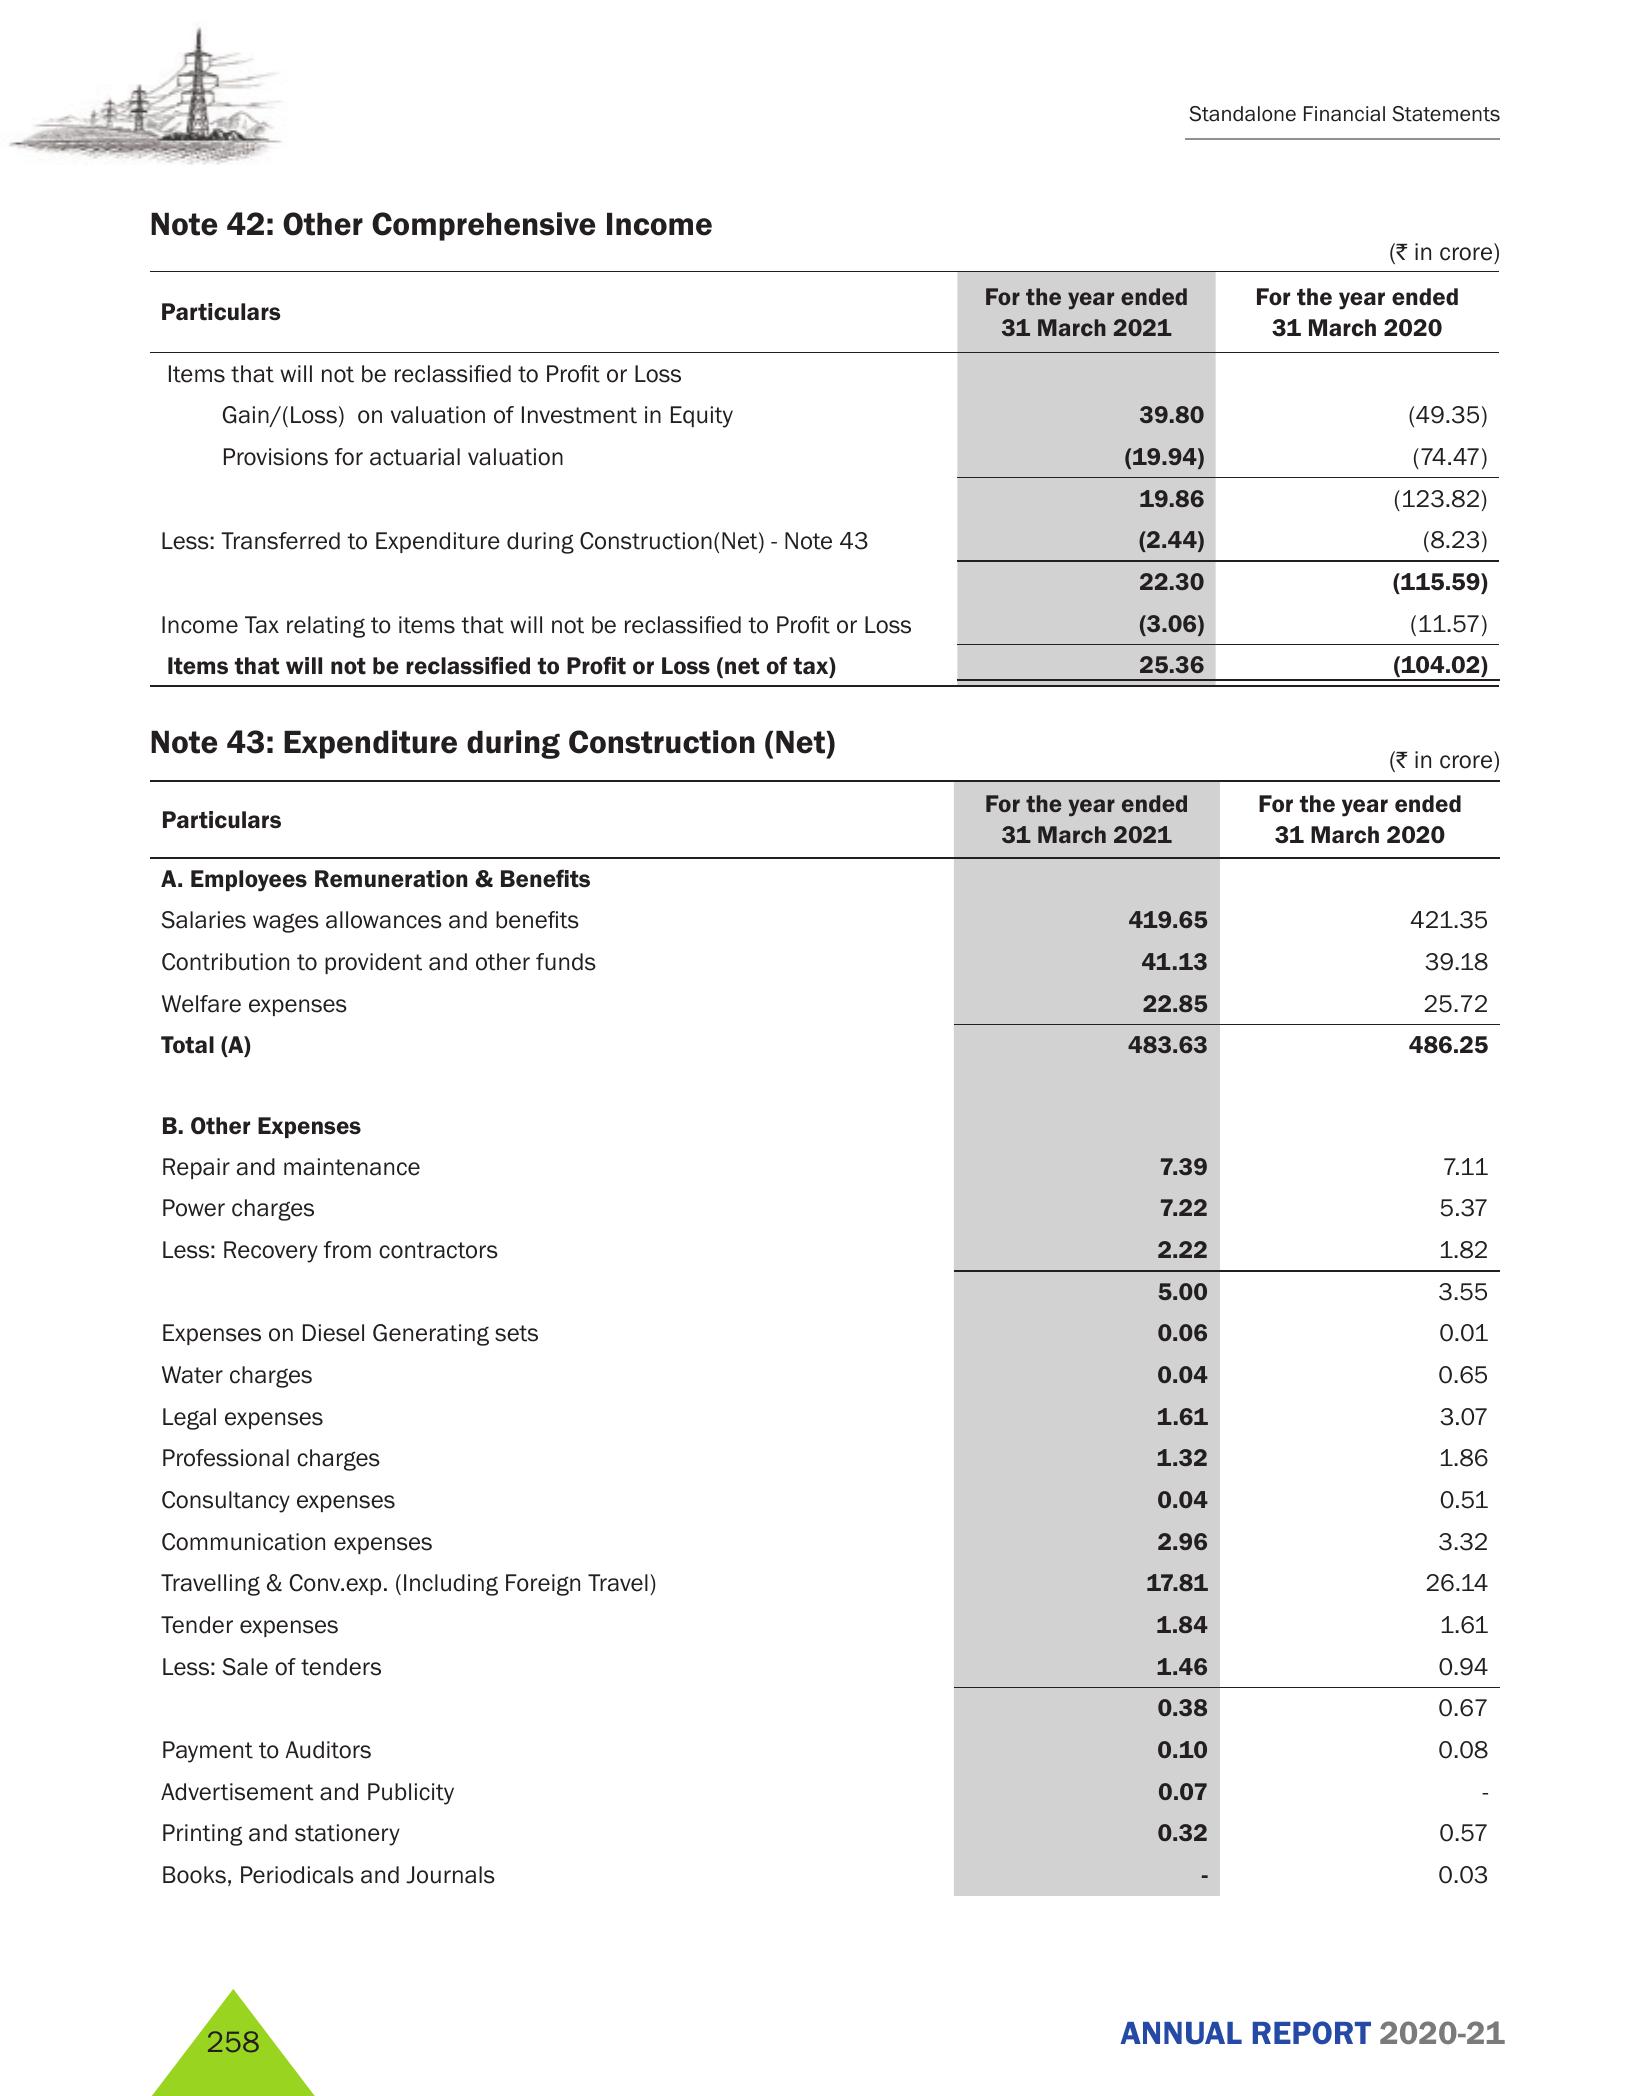 Standalone Financial Statements
Note 42: Other Comprehensive Income
(₹ in crore)
Particulars For the year ended 31 March 2021 For the year ended 31 March 2020
Items that will not be reclassified to Profit or Loss
Gain/(Loss) on valuation of Investment in Equity 39.80 (49.35)
Provisions for actuarial valuation (19.94) (74.47)
19.86 (123.82)
Less: Transferred to Expenditure during Construction(Net) - Note 43 (2.44) (8.23)
22.30 (115.59)
Income Tax relating to items that will not be reclassified to Profit or Loss (3.06) (11.57)
Items that will not be reclassified to Profit or Loss (net of tax) 25.36 (104.02)
Note 43: Expenditure during Construction (Net)
(₹ in crore)
Particulars For the year ended 31 March 2021 For the year ended 31 March 2020
A. Employees Remuneration & Benefits
Salaries wages allowances and benefits 419.65 421.35
Contribution to provident and other funds 41.13 39.18
Welfare expenses 22.85 25.72
Total (A) 483.63 486.25
B. Other Expenses
Repair and maintenance 7.39 7.11
Power charges 7.22 5.37
Less: Recovery from contractors 2.22 1.82
5.00 3.55
Expenses on Diesel Generating sets 0.06 0.01
Water charges 0.04 0.65
Legal expenses 1.61 3.07
Professional charges 1.32 1.86
Consultancy expenses 0.04 0.51
Communication expenses 2.96 3.32
Travelling & Conv.exp. (Including Foreign Travel) 17.81 26.14
Tender expenses 1.84 1.61
Less: Sale of tenders 1.46 0.94
0.38 0.67
Payment to Auditors 0.10 0.08
Advertisement and Publicity 0.07 -
Printing and stationery 0.32 0.57
Books, Periodicals and Journals - 0.03
258
ANNUAL REPORT 2020-21